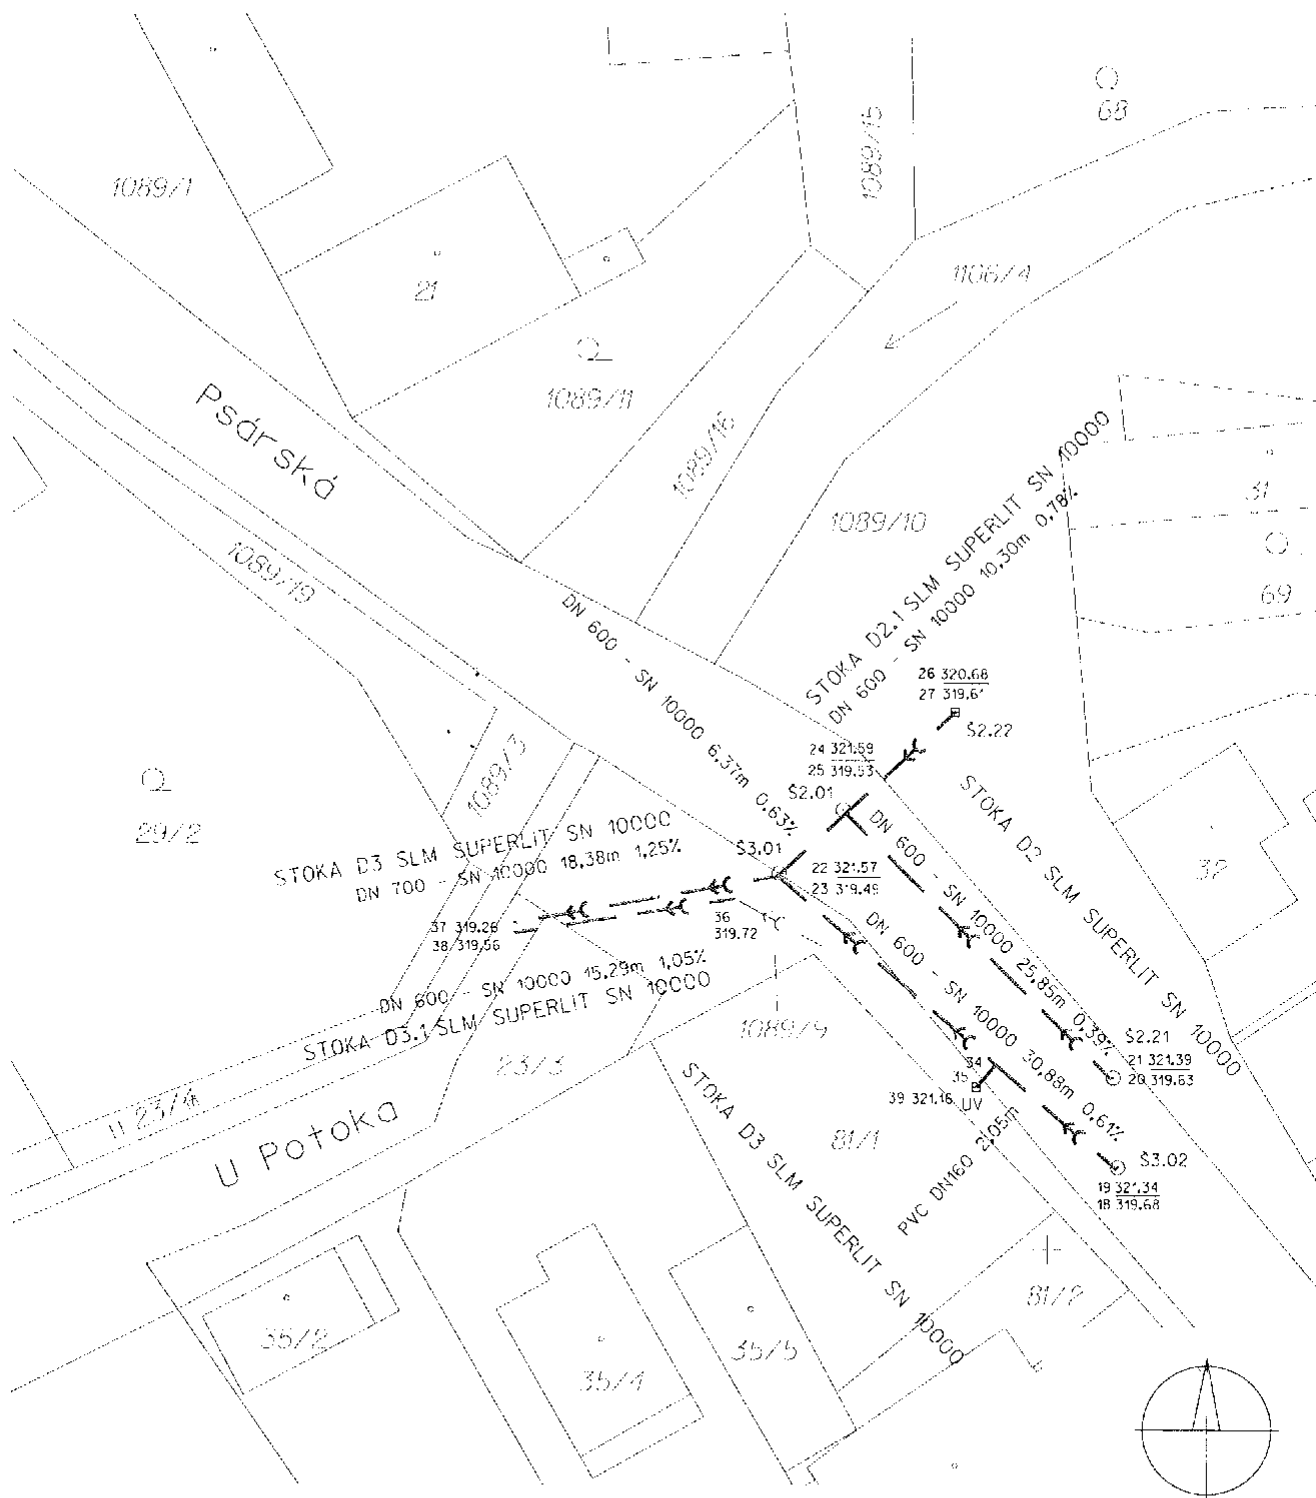 68
1089/15
1089/1
1106/4
21
1089/11
Psárská
1089/16
1089/10
31
69
1089/19
STOKA D2.1 SLM SUPERLIT SN 10000
DN 600 - SN 10000 10,30m 0,78%
DN 600 - SN 10000 6,37m 0,63%
26 320.68
27 319.61
Š2.22
24 321.59
25 319.53
Š2.01
1089/3
29/2
STOKA D2 SLM SUPERLIT SN 10000
DN 600 - SN 10000 25,85m 0,39%
32
STOKA D3 SLM SUPERLIT SN 10000
DN 700 - SN 10000 18,38m 1,25%
Š3.01
22 321.57
23 319.49
36
319.72
37 319.26
38 319.56
DN 600 - SN 10000 30,88m 0,61%
DN 600 - SN 10000 15,29m 1,05%
STOKA D3.1 SLM SUPERLIT SN 10000
1089/9
Š2.21
21 321.39
20 319.63
23/3
34
35
39 321.16
UV
23/4
U Potoka
STOKA D3 SLM SUPERLIT SN 10000
81/1
PVC DN160 2,05m
Š3.02
19 321.34
18 319.68
81/2
35/2
35/4
35/5